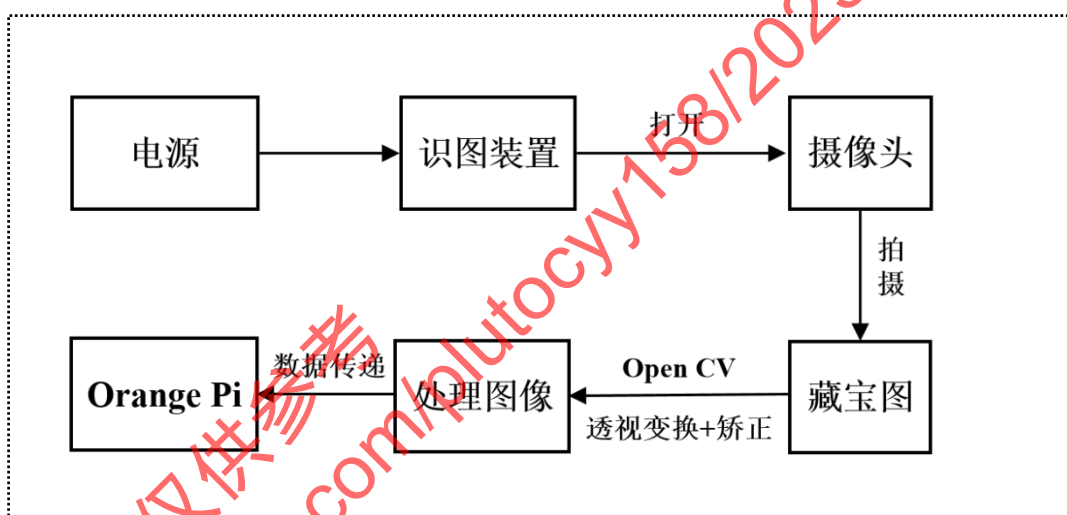 电源
识图装置
打开
摄像头
拍
摄
Orange Pi
数据传递
处理图像
Open CV
透视变换+矫正
藏宝图
仅供参考
com/plutocyy158/202